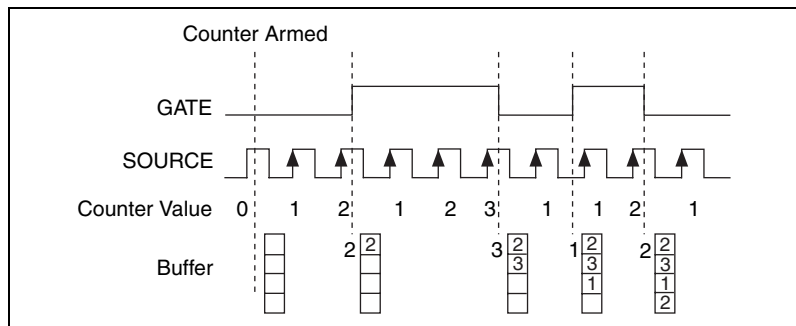 Counter Armed
GATE
SOURCE
Counter Value 0 1 2 1 2 3 1 1 2 1
Buffer 2 2 3 2 1 2 2 2
3 3 3
1 1
2